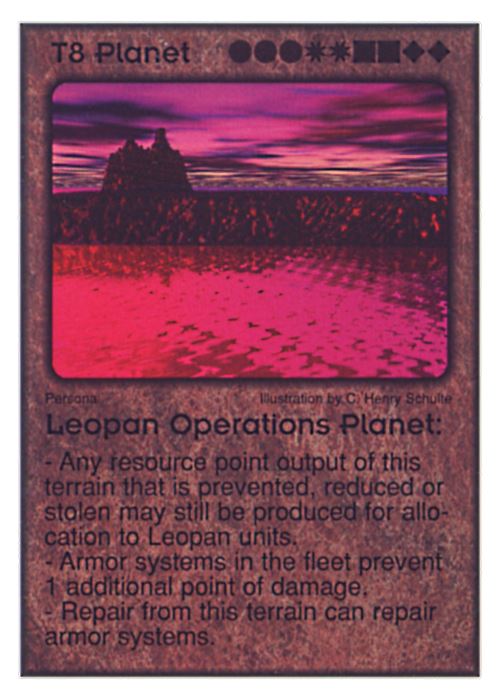 T8 Planet
Persona
Illustration by C. Henry Schulte
Leopan Operations Planet:
- Any resource point output of this
terrain that is prevented, reduced or
stolen may still be produced for allo-
cation to Leopan units.
- Armor systems in the fleet prevent
1 additional point of damage.
- Repair from this terrain can repair
armor systems.